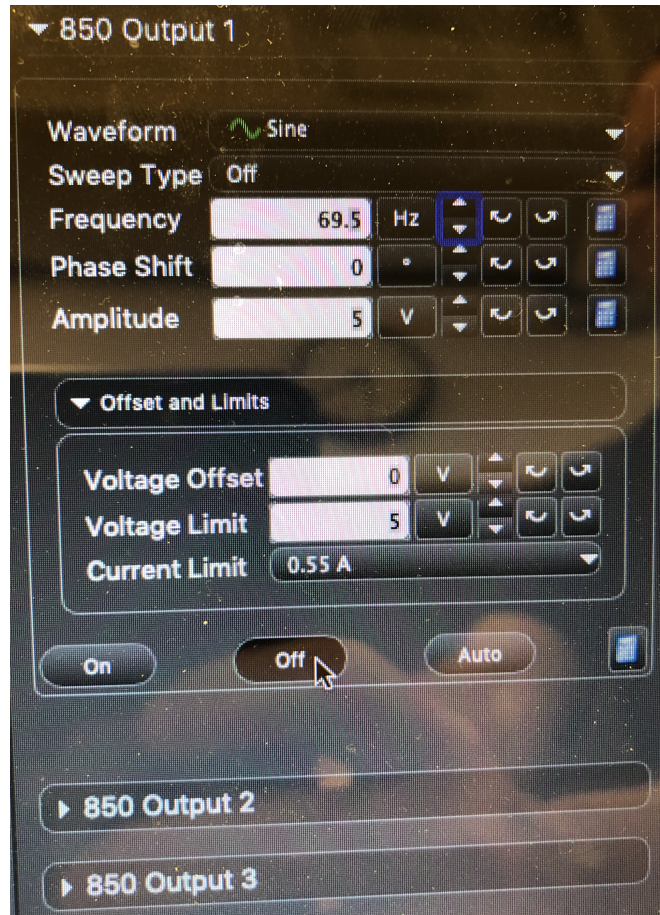 850 Output 1
Waveform Sine
Sweep Type Off
Frequency 69.5 Hz
Phase Shift 0 °
Amplitude 5 V
Offset and Limits
Voltage Offset 0 V
Voltage Limit 5 V
Current Limit 0.55 A
On Off Auto
850 Output 2
850 Output 3